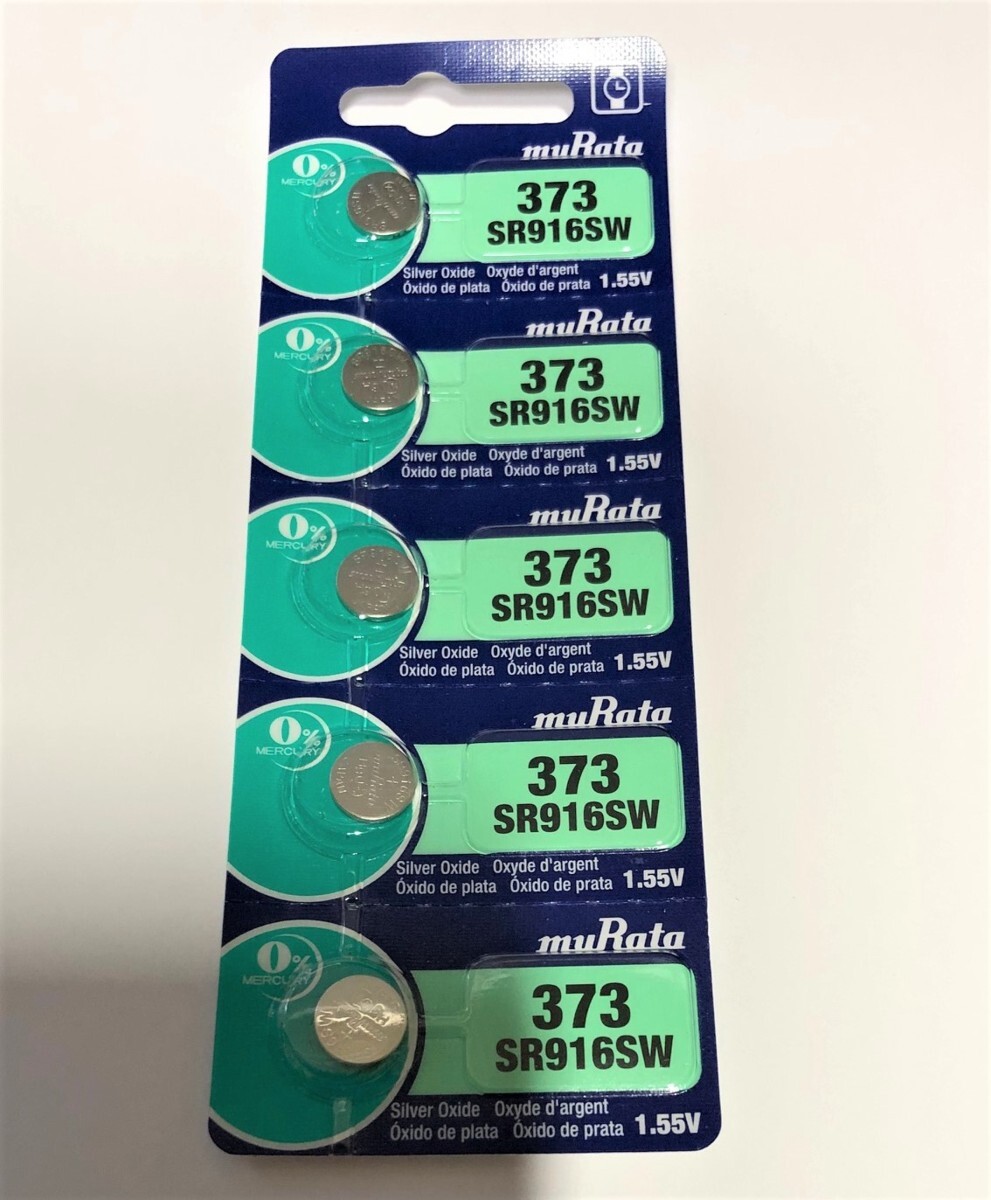 muRata
0%
MERCURY
373
SR916SW
Silver Oxide Oxyde d'argent
Óxido de plata Óxido de prata 1.55V
muRata
0%
MERCURY
373
SR916SW
Silver Oxide Oxyde d'argent
Óxido de plata Óxido de prata 1.55V
muRata
0%
MERCURY
373
SR916SW
Silver Oxide Oxyde d'argent
Óxido de plata Óxido de prata 1.55V
muRata
0%
MERCURY
373
SR916SW
Silver Oxide Oxyde d'argent
Óxido de plata Óxido de prata 1.55V
muRata
0%
MERCURY
373
SR916SW
Silver Oxide Oxyde d'argent
Óxido de plata Óxido de prata 1.55V